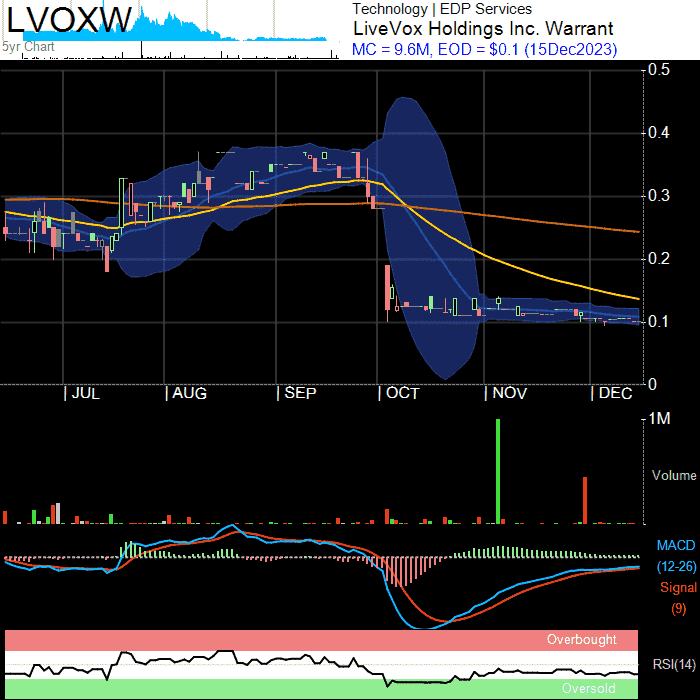 LVOXW
5yr Chart
Technology | EDP Services
LiveVox Holdings Inc. Warrant
MC = 9.6M, EOD = $0.1 (15Dec2023)
0.5
0.4
0.3
0.2
0.1
0
| JUL | AUG | SEP | OCT | NOV | DEC
1M
Volume
MACD
(12-26)
Signal
(9)
Overbought
RSI(14)
Oversold